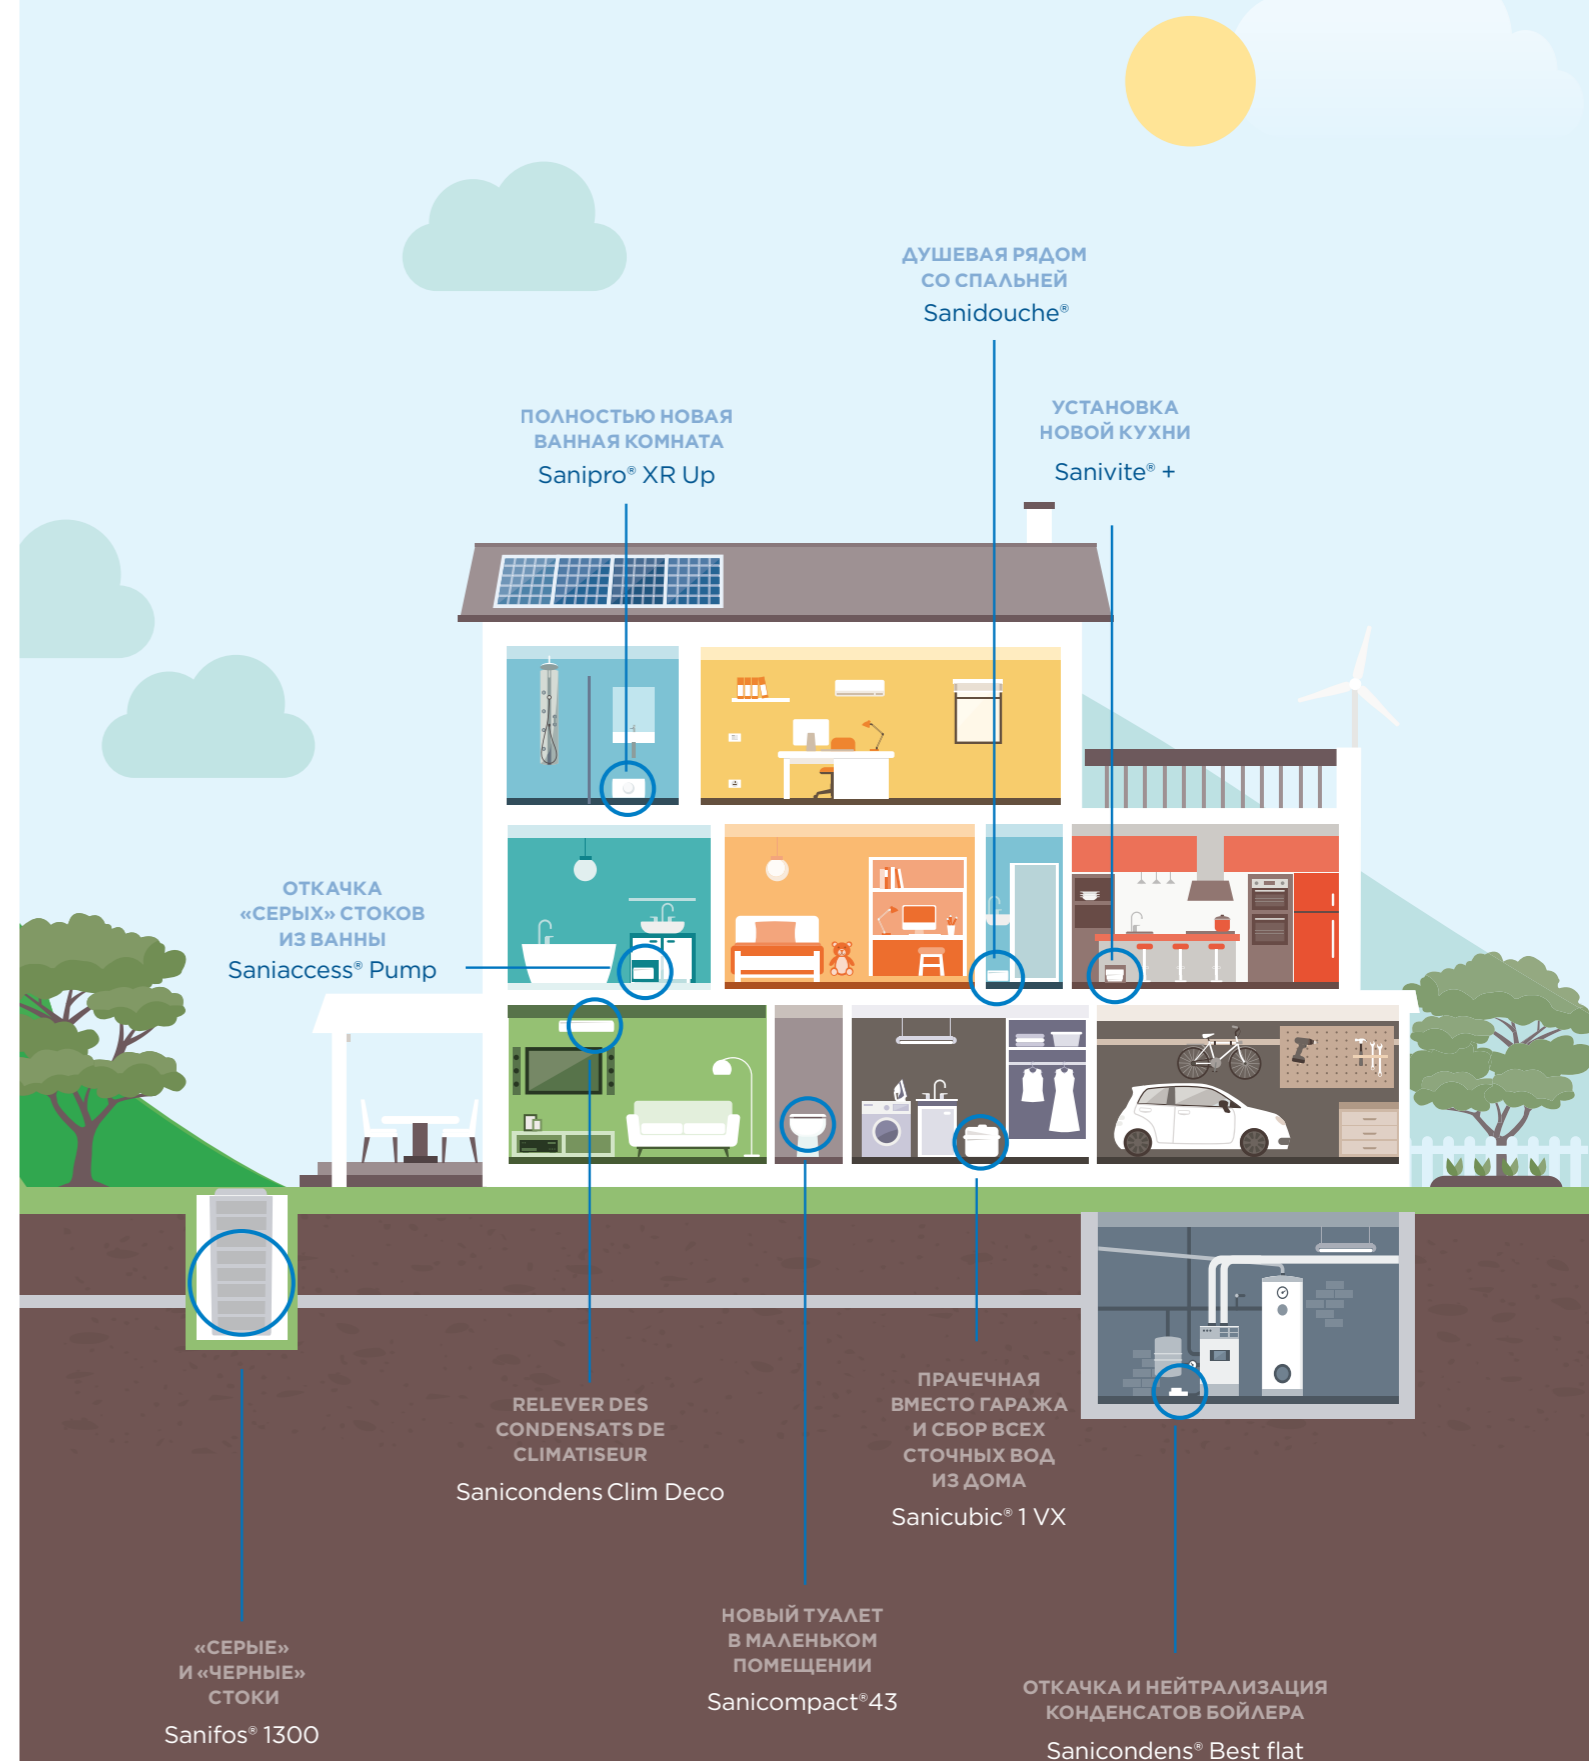 ДУШЕВАЯ РЯДОМ
СО СПАЛЬНЕЙ
Sanidouche®
ПОЛНОСТЬЮ НОВАЯ
ВАННАЯ КОМНАТА
Sanipro® XR Up
УСТАНОВКА
НОВОЙ КУХНИ
Sanivite® +
ОТКАЧКА
«СЕРЫХ» СТОКОВ
ИЗ ВАННЫ
Saniaccess® Pump
RELEVER DES
CONDENSATS DE
CLIMATISEUR
Sanicondens Clim Deco
ПРАЧЕЧНАЯ
ВМЕСТО ГАРАЖА
И СБОР ВСЕХ
СТОЧНЫХ ВОД
ИЗ ДОМА
Sanicubic® 1 VX
«СЕРЫЕ»
И «ЧЕРНЫЕ»
СТОКИ
Sanifos® 1300
НОВЫЙ ТУАЛЕТ
В МАЛЕНЬКОМ
ПОМЕЩЕНИИ
Sanicompact®43
ОТКАЧКА И НЕЙТРАЛИЗАЦИЯ
КОНДЕНСАТОВ БОЙЛЕРА
Sanicondens® Best flat